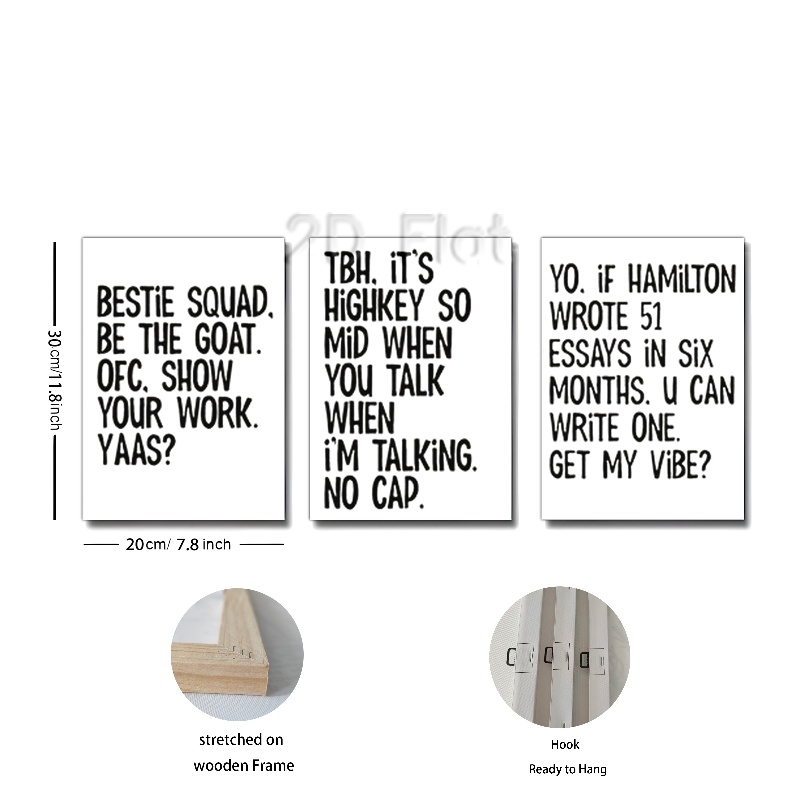 2D Flat
BESTiE SQUAD,
BE THE GOAT.
OFC, SHOW
YOUR WORK.
YAAS?
TBH, iT'S
HiGHKEY SO
MiD WHEN
YOU TALK
WHEN
i'M TALKiNG.
NO CAP.
YO, iF HAMiLTON
WROTE 51
ESSAYS iN SiX
MONTHS, U CAN
WRiTE ONE.
GET MY ViBE?
30cm/11.8inch
20cm/ 7.8 inch
stretched on
wooden Frame
Hook
Ready to Hang